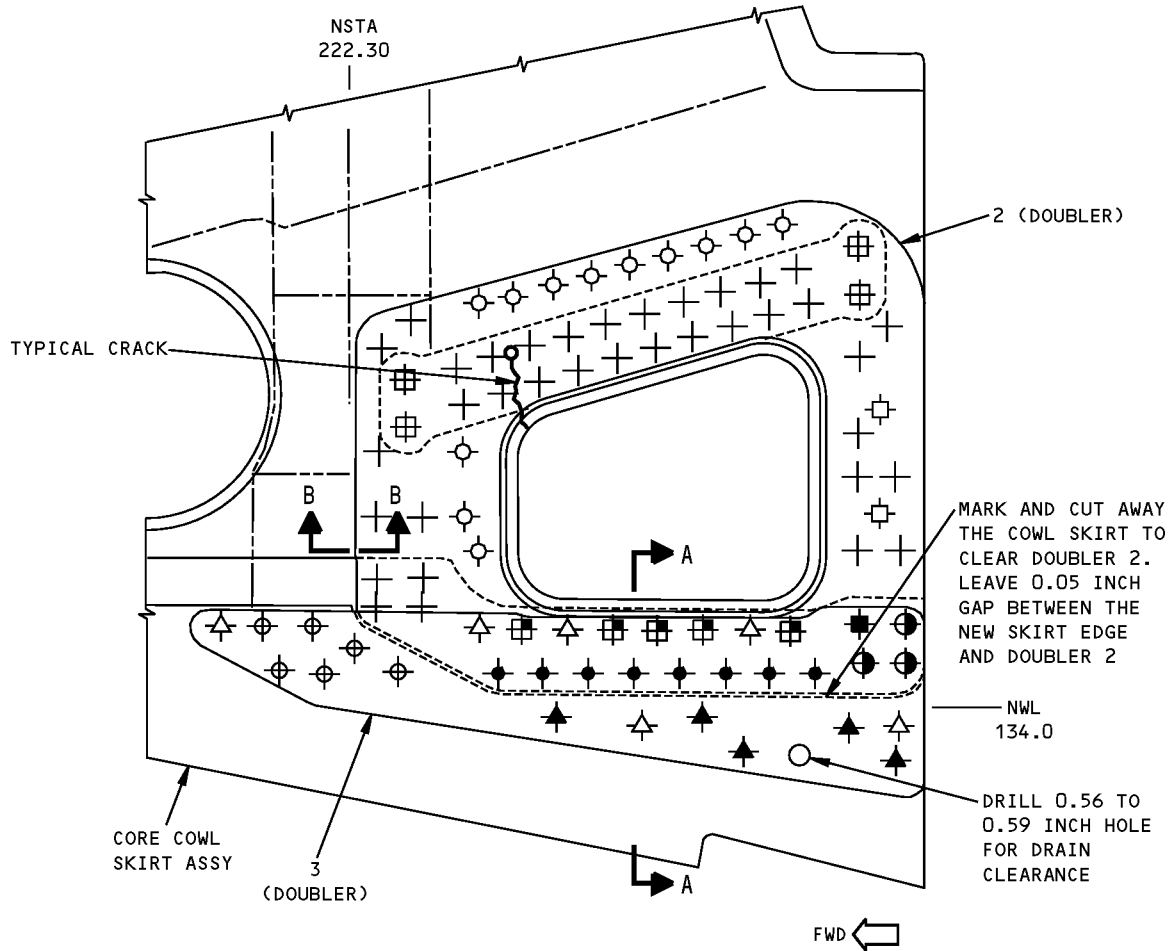 NSTA
222.30
2 (DOUBLER)
TYPICAL CRACK
B
B
A
MARK AND CUT AWAY
THE COWL SKIRT TO
CLEAR DOUBLER 2.
LEAVE 0.05 INCH
GAP BETWEEN THE
NEW SKIRT EDGE
AND DOUBLER 2
NWL
134.0
DRILL 0.56 TO
0.59 INCH HOLE
FOR DRAIN
CLEARANCE
CORE COWL
SKIRT ASSY
3
(DOUBLER)
A
FWD